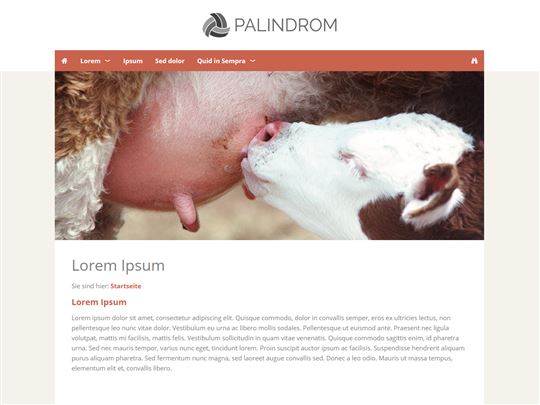 PALINDROM
Lorem Ipsum Sed dolor Quid in Sempra
Lorem Ipsum
Sie sind hier: Startseite
Lorem Ipsum
Lorem ipsum dolor sit amet, consectetur adipiscing elit. Quisque commodo, dolor in convallis semper, eros ex ultricies lectus, non
pellentesque leo nunc vitae dolor. Vestibulum eu urna ac libero mollis sodales. Pellentesque ut euismod ante. Praesent nec ligula
volutpat, mattis mi facilisis, mattis felis. Vestibulum sollicitudin in quam vitae venenatis. Quisque commodo sagittis enim, id pharetra
urna. Sed nec mauris tempor, varius nunc eget, tincidunt lorem. Proin suscipit auctor ipsum ac facilisis. Suspendisse hendrerit aliquam
purus aliquam pharetra. Sed fermentum nunc magna, sed laoreet augue convallis sed. Donec a leo odio. Mauris ut massa tempus,
elementum elit et, convallis libero.